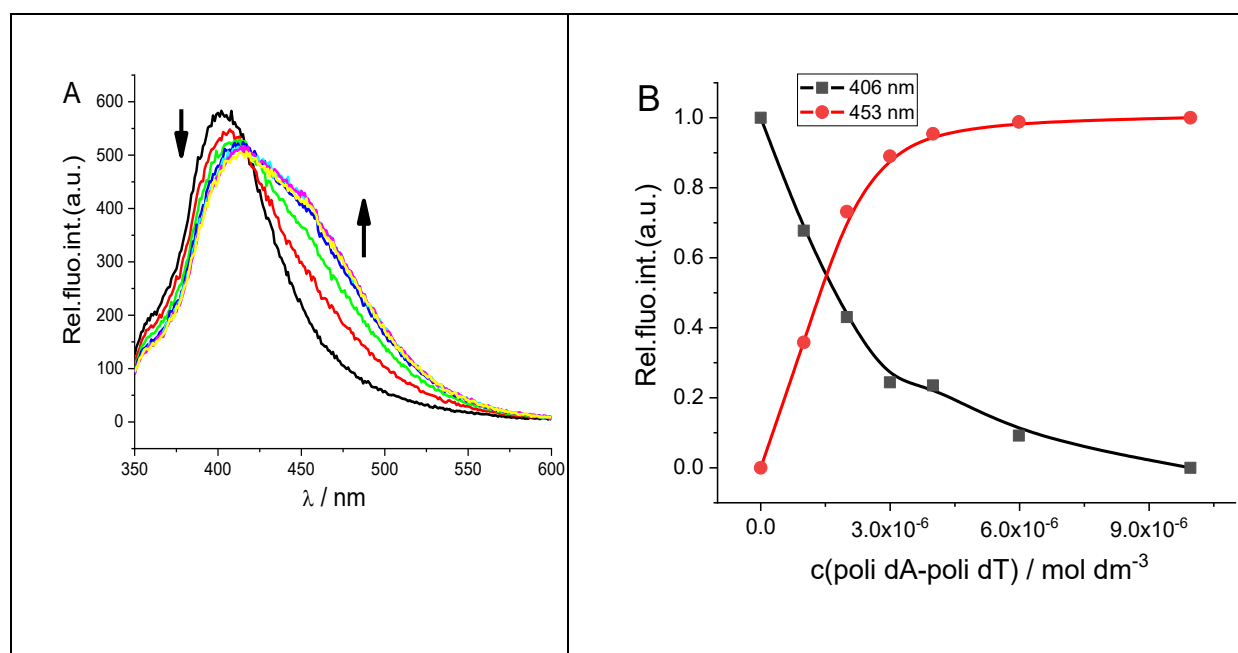 A
Rel.fluo.int.(a.u.)
600
500
400
300
200
100
0
350
400
450
500
550
600
λ / nm
B
406 nm
453 nm
Rel.fluo.int.(a.u.)
1.0
0.8
0.6
0.4
0.2
0.0
0.0
3.0x10⁻⁶
6.0x10⁻⁶
9.0x10⁻⁶
c(poli dA-poli dT) / mol dm⁻³